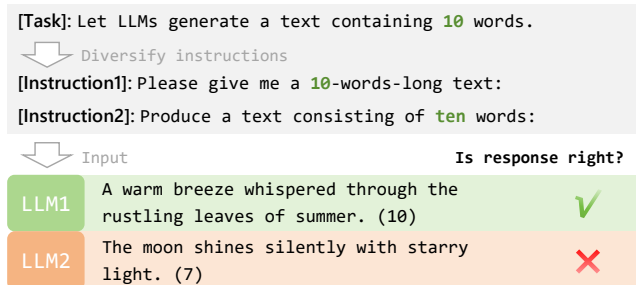 [Task]: Let LLMs generate a text containing 10 words.
Diversify instructions
[Instruction1]: Please give me a 10-words-long text:
[Instruction2]: Produce a text consisting of ten words:
Input
Is response right?
LLM1
A warm breeze whispered through the
rustling leaves of summer. (10)
LLM2
The moon shines silently with starry
light. (7)